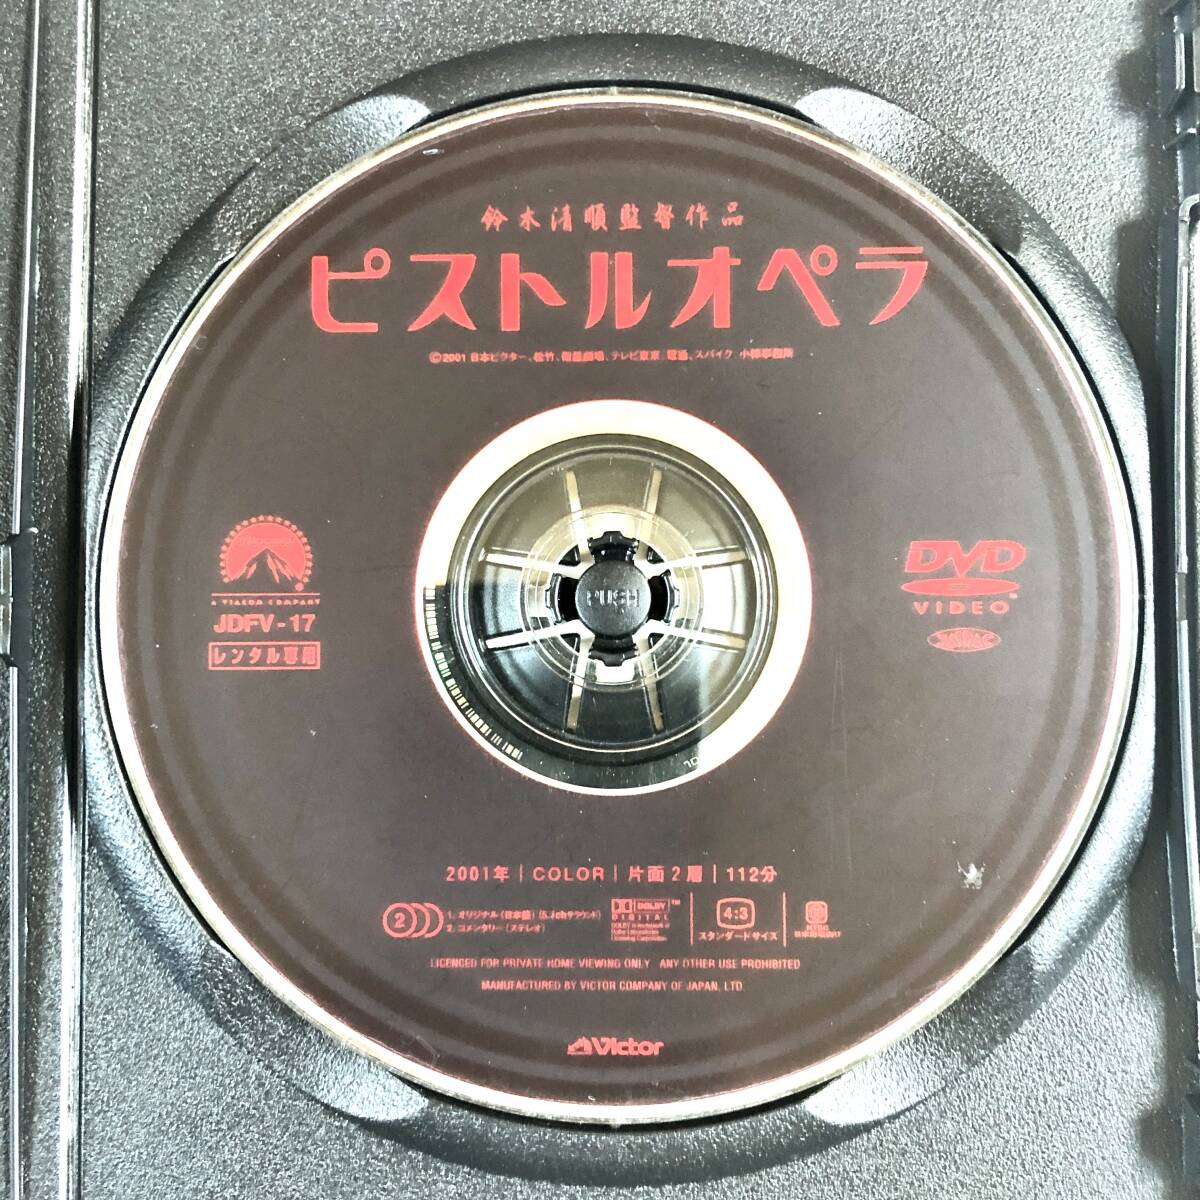 鈴木清順監督作品
ピストルオペラ
©2001 日本ビクター、松竹、衛星劇場、テレビ東京、電通、スパイク、小椋事務所
A VIACOM COMPANY
JDFV-17
レンタル専用
DVD
VIDEO™
PUSH
2001年|COLOR|片面2層|112分
2
1. オリジナル (日本語) (5.1chサラウンド)
2. コメンタリー (ステレオ)
DOLBY™
DIGITAL
4:3
スタンダードサイズ
LICENCED FOR PRIVATE HOME VIEWING ONLY. ANY OTHER USE PROHIBITED
MANUFACTURED BY VICTOR COMPANY OF JAPAN, LTD.
Victor